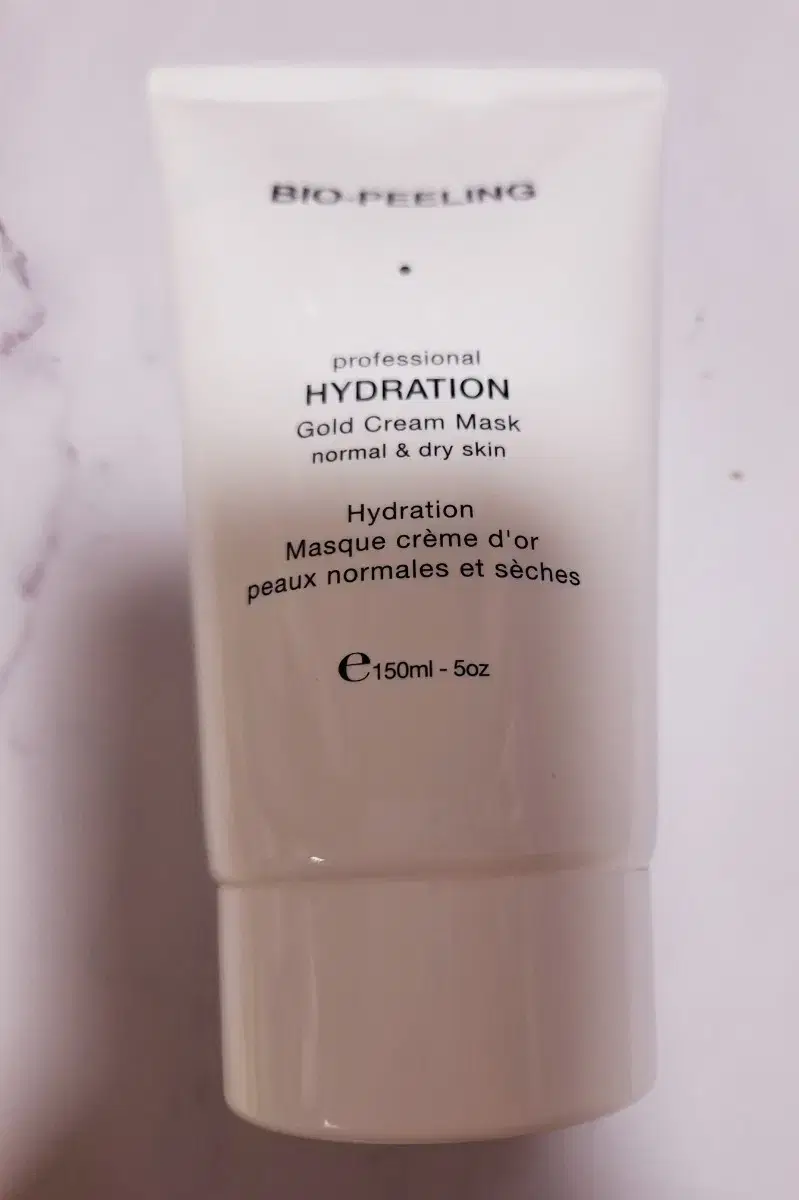 BIO-PEELING
professional
HYDRATION
Gold Cream Mask
normal & dry skin
Hydration
Masque crème d'or
peaux normales et sèches
e150ml - 5oz